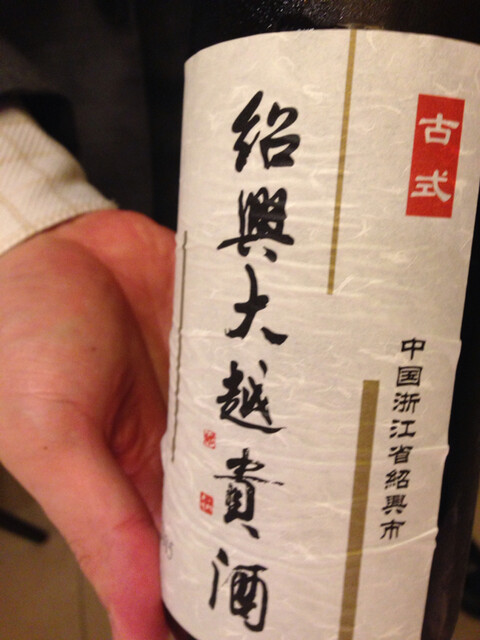 古式
中国浙江省紹興市
紹興大越貴酒